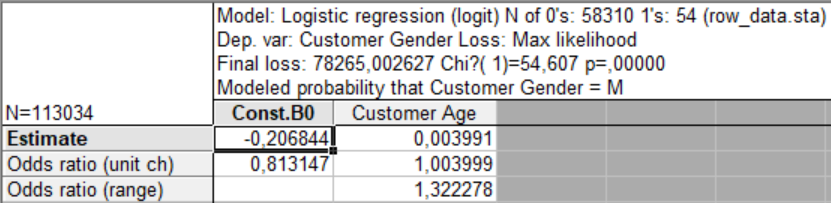 Model: Logistic regression (logit) N of 0's: 58310 1's: 54 (row_data.sta)
Dep. var: Customer Gender Loss: Max likelihood
Final loss: 78265,002627 Chi?( 1)=54,607 p=,00000
Modeled probability that Customer Gender = M
N=113034 Const.B0 Customer Age
Estimate -0,206844 0,003991
Odds ratio (unit ch) 0,813147 1,003999
Odds ratio (range) 1,322278